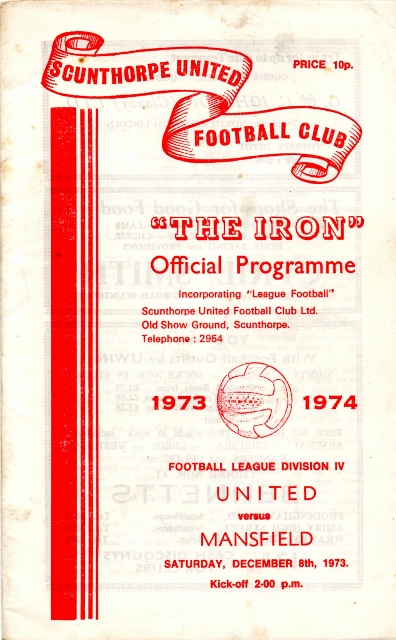 SCUNTHORPE UNITED
PRICE 10p.
FOOTBALL CLUB
"THE IRON"
Official Programme
Incorporating "League Football"
Scunthorpe United Football Club Ltd.
Old Show Ground, Scunthorpe.
Telephone : 2954
1973 1974
FOOTBALL LEAGUE DIVISION IV
UNITED
versus
MANSFIELD
SATURDAY, DECEMBER 8th, 1973.
Kick-off 2-00 p.m.